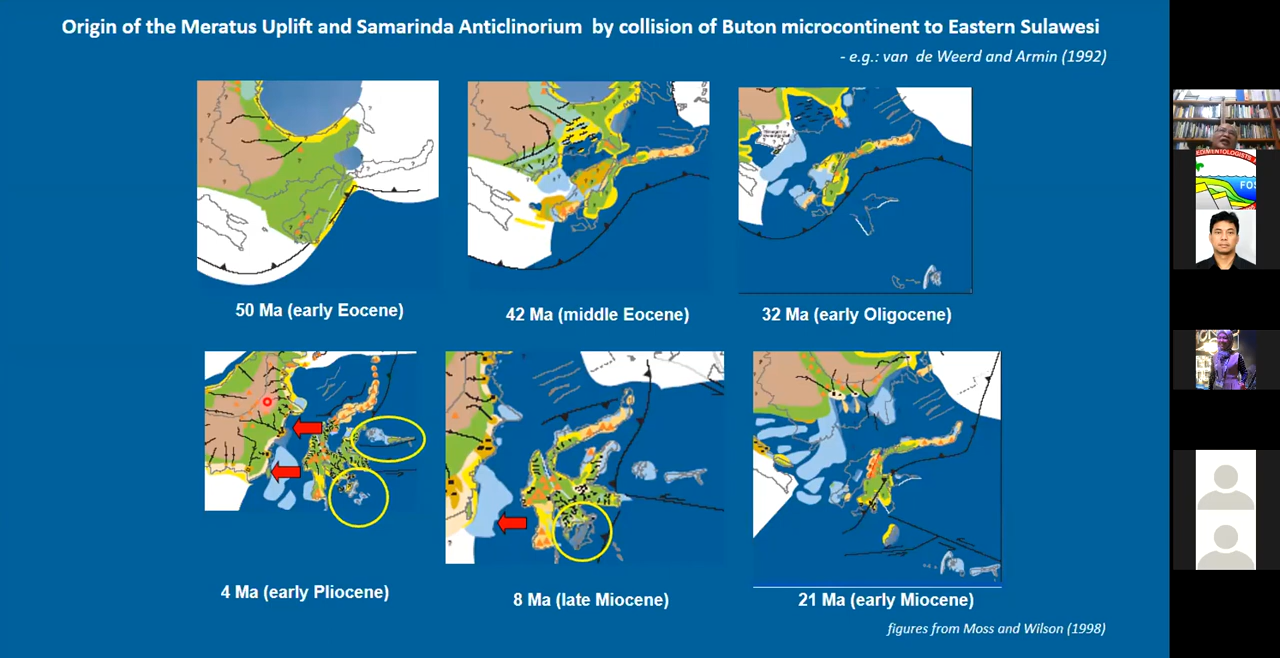 Origin of the Meratus Uplift and Samarinda Anticlinorium by collision of Buton microcontinent to Eastern Sulawesi
- e.g.: van de Weerd and Armin (1992)
50 Ma (early Eocene)
42 Ma (middle Eocene)
32 Ma (early Oligocene)
4 Ma (early Pliocene)
8 Ma (late Miocene)
21 Ma (early Miocene)
figures from Moss and Wilson (1998)